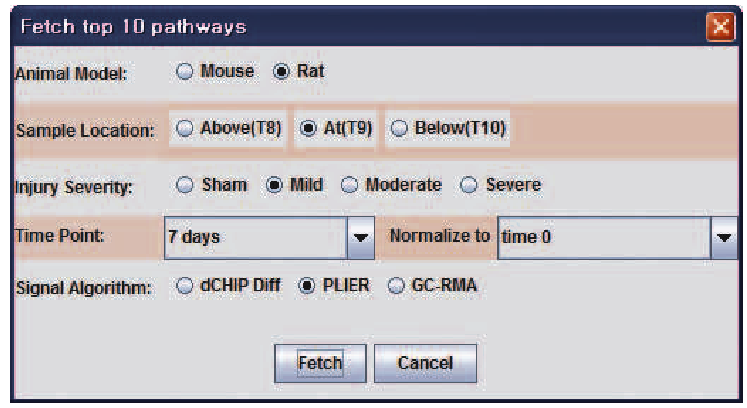 Fetch top 10 pathways
Animal Model: Mouse Rat
Sample Location: Above(T8) At(T9) Below(T10)
Injury Severity: Sham Mild Moderate Severe
Time Point: 7 days Normalize to time 0
Signal Algorithm: dCHIP Diff PLIER GC-RMA
Fetch Cancel